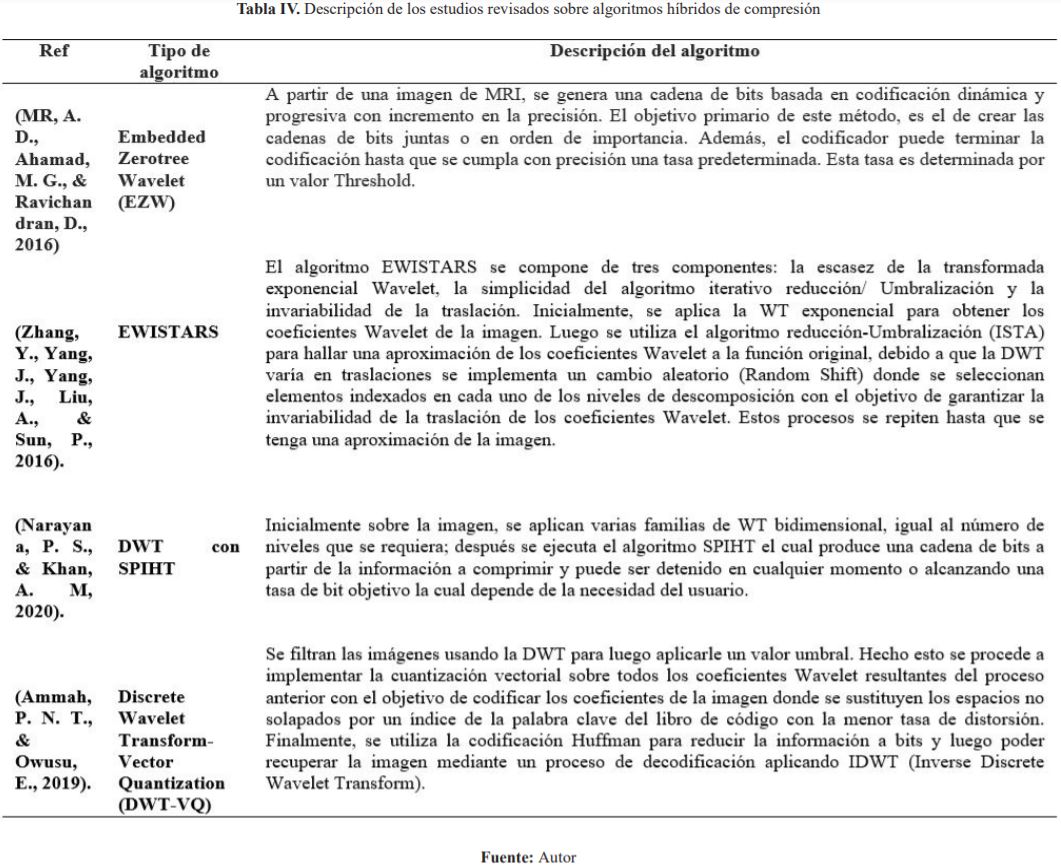 Tabla IV. Descripción de los estudios revisados sobre algoritmos híbridos de compresión
Ref
Tipo de
algoritmo
Descripción del algoritmo
(MR, A.
D.,
Ahamad,
M. G., &
Ravichan
dran, D.,
2016)
Embedded
Zerotree
Wavelet
(EZW)
A partir de una imagen de MRI, se genera una cadena de bits basada en codificación dinámica y
progresiva con incremento en la precisión. El objetivo primario de este método, es el de crear las
cadenas de bits juntas o en orden de importancia. Además, el codificador puede terminar la
codificación hasta que se cumpla con precisión una tasa predeterminada. Esta tasa es determinada por
un valor Threshold.
(Zhang,
Y., Yang,
J., Yang,
J., Liu,
A., &
Sun, P.,
2016).
EWISTARS
El algoritmo EWISTARS se compone de tres componentes: la escasez de la transformada
exponencial Wavelet, la simplicidad del algoritmo iterativo reducción/ Umbralización y la
invariabilidad de la traslación. Inicialmente, se aplica la WT exponencial para obtener los
coeficientes Wavelet de la imagen. Luego se utiliza el algoritmo reducción-Umbralización (ISTA)
para hallar una aproximación de los coeficientes Wavelet a la función original, debido a que la DWT
varía en traslaciones se implementa un cambio aleatorio (Random Shift) donde se seleccionan
elementos indexados en cada uno de los niveles de descomposición con el objetivo de garantizar la
invariabilidad de la traslación de los coeficientes Wavelet. Estos procesos se repiten hasta que se
tenga una aproximación de la imagen.
(Narayan
a, P. S.,
& Khan,
A. M,
2020).
DWT con
SPIHT
Inicialmente sobre la imagen, se aplican varias familias de WT bidimensional, igual al número de
niveles que se requiera; después se ejecuta el algoritmo SPIHT el cual produce una cadena de bits a
partir de la información a comprimir y puede ser detenido en cualquier momento o alcanzando una
tasa de bit objetivo la cual depende de la necesidad del usuario.
(Ammah,
P. N. T.,
&
Owusu,
E., 2019).
Discrete
Wavelet
Transform-
Vector
Quantization
(DWT-VQ)
Se filtran las imágenes usando la DWT para luego aplicarle un valor umbral. Hecho esto se procede a
implementar la cuantización vectorial sobre todos los coeficientes Wavelet resultantes del proceso
anterior con el objetivo de codificar los coeficientes de la imagen donde se sustituyen los espacios no
solapados por un índice de la palabra clave del libro de código con la menor tasa de distorsión.
Finalmente, se utiliza la codificación Huffman para reducir la información a bits y luego poder
recuperar la imagen mediante un proceso de decodificación aplicando IDWT (Inverse Discrete
Wavelet Transform).
Fuente: Autor